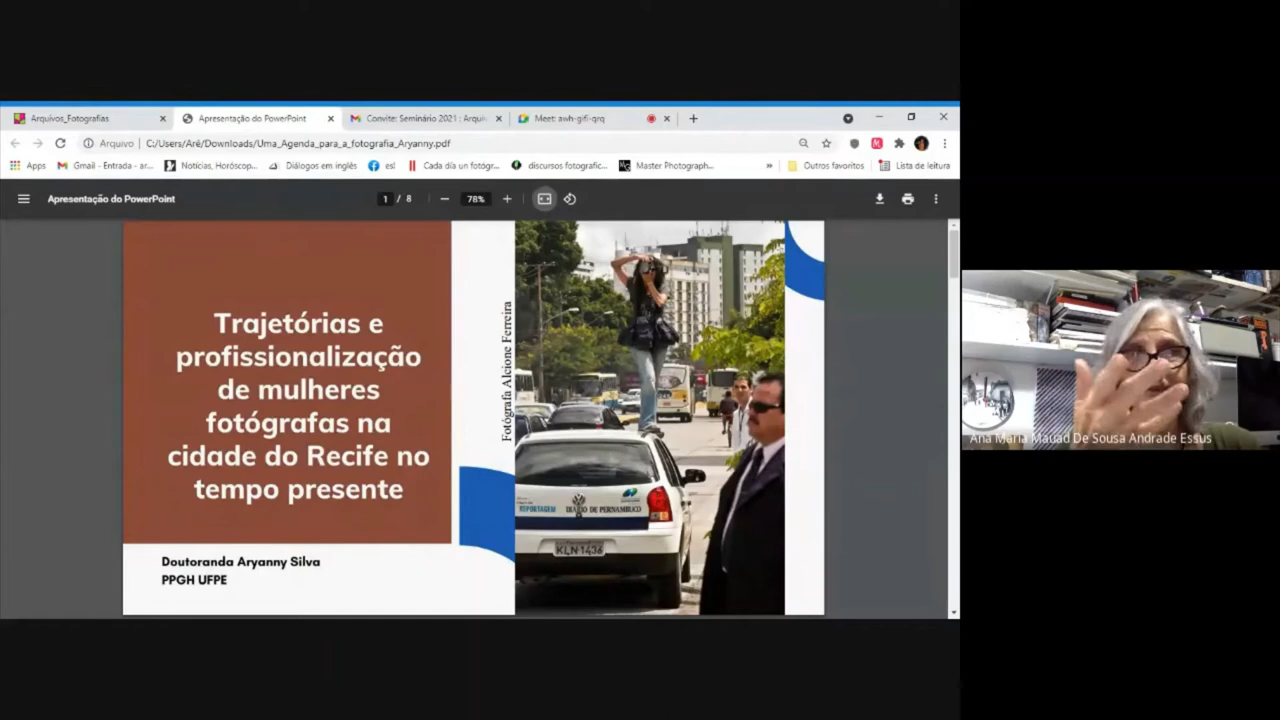 Arquivos_Fotografias
Apresentação do PowerPoint
Convite: Seminário 2021 : Arqui
Meet: awh-gifi-qrq
Arquivo
C:/Users/Aré/Downloads/Uma_Agenda_para_a_fotografia_Aryanny.pdf
Apps
Gmail - Entrada - ar...
Notícias, Horóscop...
Diálogos em inglês
esl
Cada día un fotógr...
discursos fotografic...
Master Photograph...
»
Outros favoritos
Lista de leitura
Apresentação do PowerPoint
1 / 8
78%
Trajetórias e
profissionalização
de mulheres
fotógrafas na
cidade do Recife no
tempo presente
Doutoranda Aryanny Silva
PPGH UFPE
Fotógrafa Alcione Ferreira
REPORTAGEM
DIARIO DE PERNAMBUCO
KLN 1436
Ana Maria Mauad De Sousa Andrade Essus